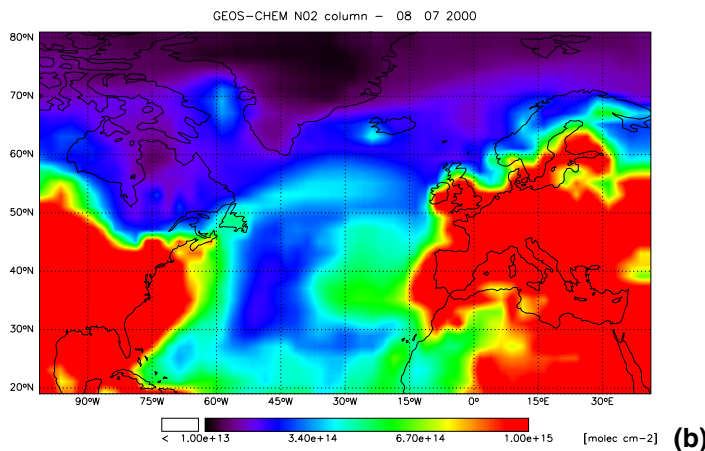 GEOS-CHEM NO2 column - 08 07 2000
80°N
70°N
60°N
50°N
40°N
30°N
20°N
90°W 75°W 60°W 45°W 30°W 15°W 0°E 15°E 30°E
< 1.00e+13 3.40e+14 6.70e+14 1.00e+15 [molec cm-2] (b)